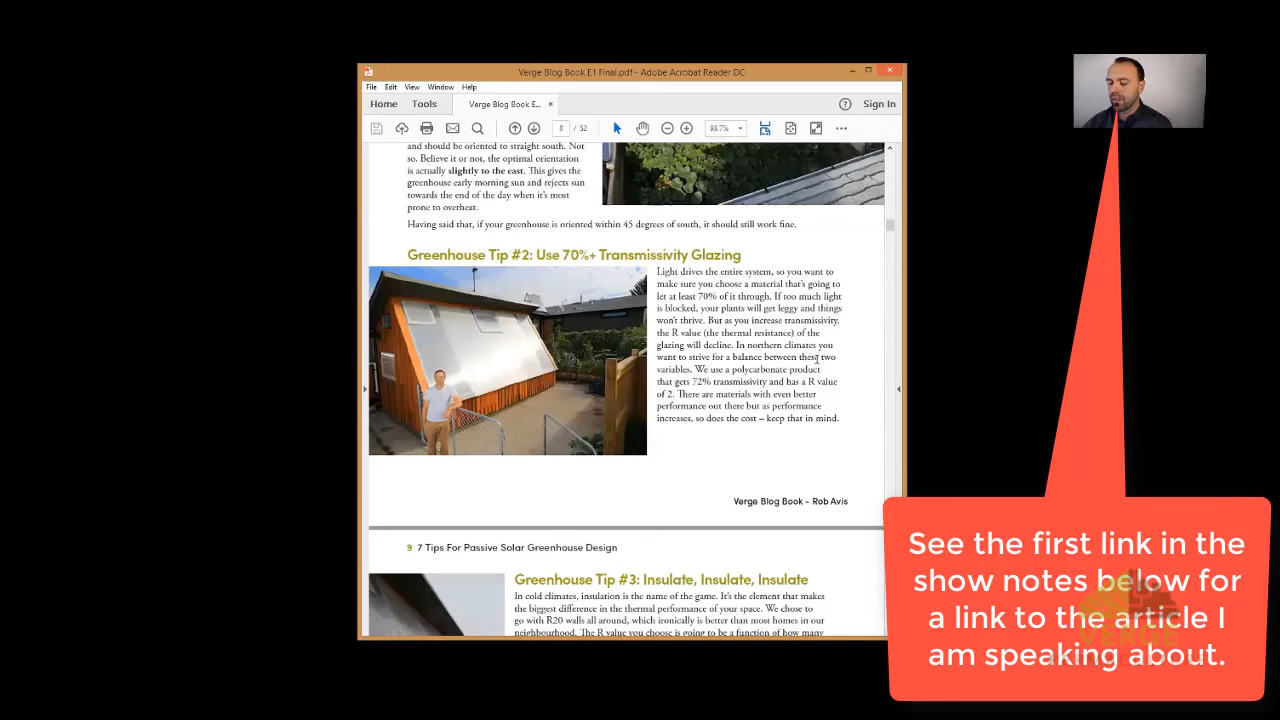 Verge Blog Book E1 Final.pdf - Adobe Acrobat Reader DC
File Edit View Window Help
Home Tools Verge Blog Book E... × ? Sign In
8 / 52 93.7%
and should be oriented to straight south. Not
so. Believe it or not, the optimal orientation
is actually slightly to the east. This gives the
greenhouse early morning sun and rejects sun
towards the end of the day when it's most
prone to overheat.
Having said that, if your greenhouse is oriented within 45 degrees of south, it should still work fine.
Greenhouse Tip #2: Use 70%+ Transmissivity Glazing
Light drives the entire system, so you want to
make sure you choose a material that's going to
let at least 70% of it through. If too much light
is blocked, your plants will get leggy and things
won't thrive. But as you increase transmissivity,
the R value (the thermal resistance) of the
glazing will decline. In northern climates you
want to strive for a balance between these two
variables. We use a polycarbonate product
that gets 72% transmissivity and has a R value
of 2. There are materials with even better
performance out there but as performance
increases, so does the cost – keep that in mind.
Verge Blog Book - Rob Avis
9 7 Tips For Passive Solar Greenhouse Design
Greenhouse Tip #3: Insulate, Insulate, Insulate
In cold climates, insulation is the name of the game. It's the element that makes
the biggest difference in the thermal performance of your space. We chose to
go with R20 walls all around, which ironically is better than most homes in our
neighbourhood. The R value you choose is going to be a function of how many
See the first link in the
show notes below for
a link to the article I
am speaking about.
VERGE